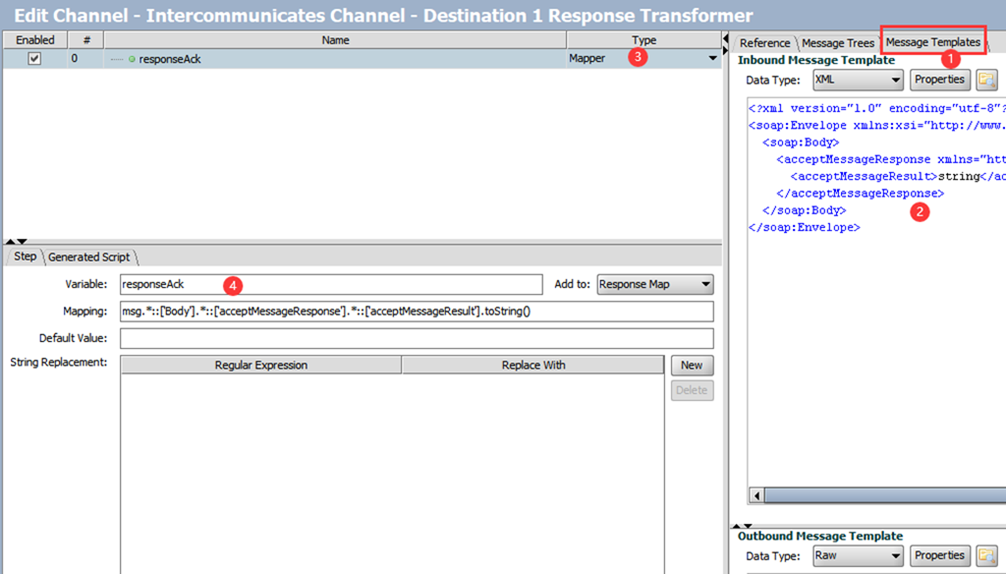 Edit Channel - Intercommunicates Channel - Destination 1 Response Transformer
Enabled # Name Type
0 responseAck Mapper 3
Reference Message Trees Message Templates
1
Inbound Message Template
Data Type: XML Properties
<?xml version="1.0" encoding="utf-8"?
<soap:Envelope xmlns:xsi="http://www.
<soap:Body>
<acceptMessageResponse xmlns="htt
<acceptMessageResult>string</ac
</acceptMessageResponse>
</soap:Body> 2
</soap:Envelope>
Step Generated Script
Variable: responseAck 4 Add to: Response Map
Mapping: msg.*::['Body'].*::['acceptMessageResponse'].*::['acceptMessageResult'].toString()
Default Value:
String Replacement: Regular Expression Replace With New
Delete
Outbound Message Template
Data Type: Raw Properties